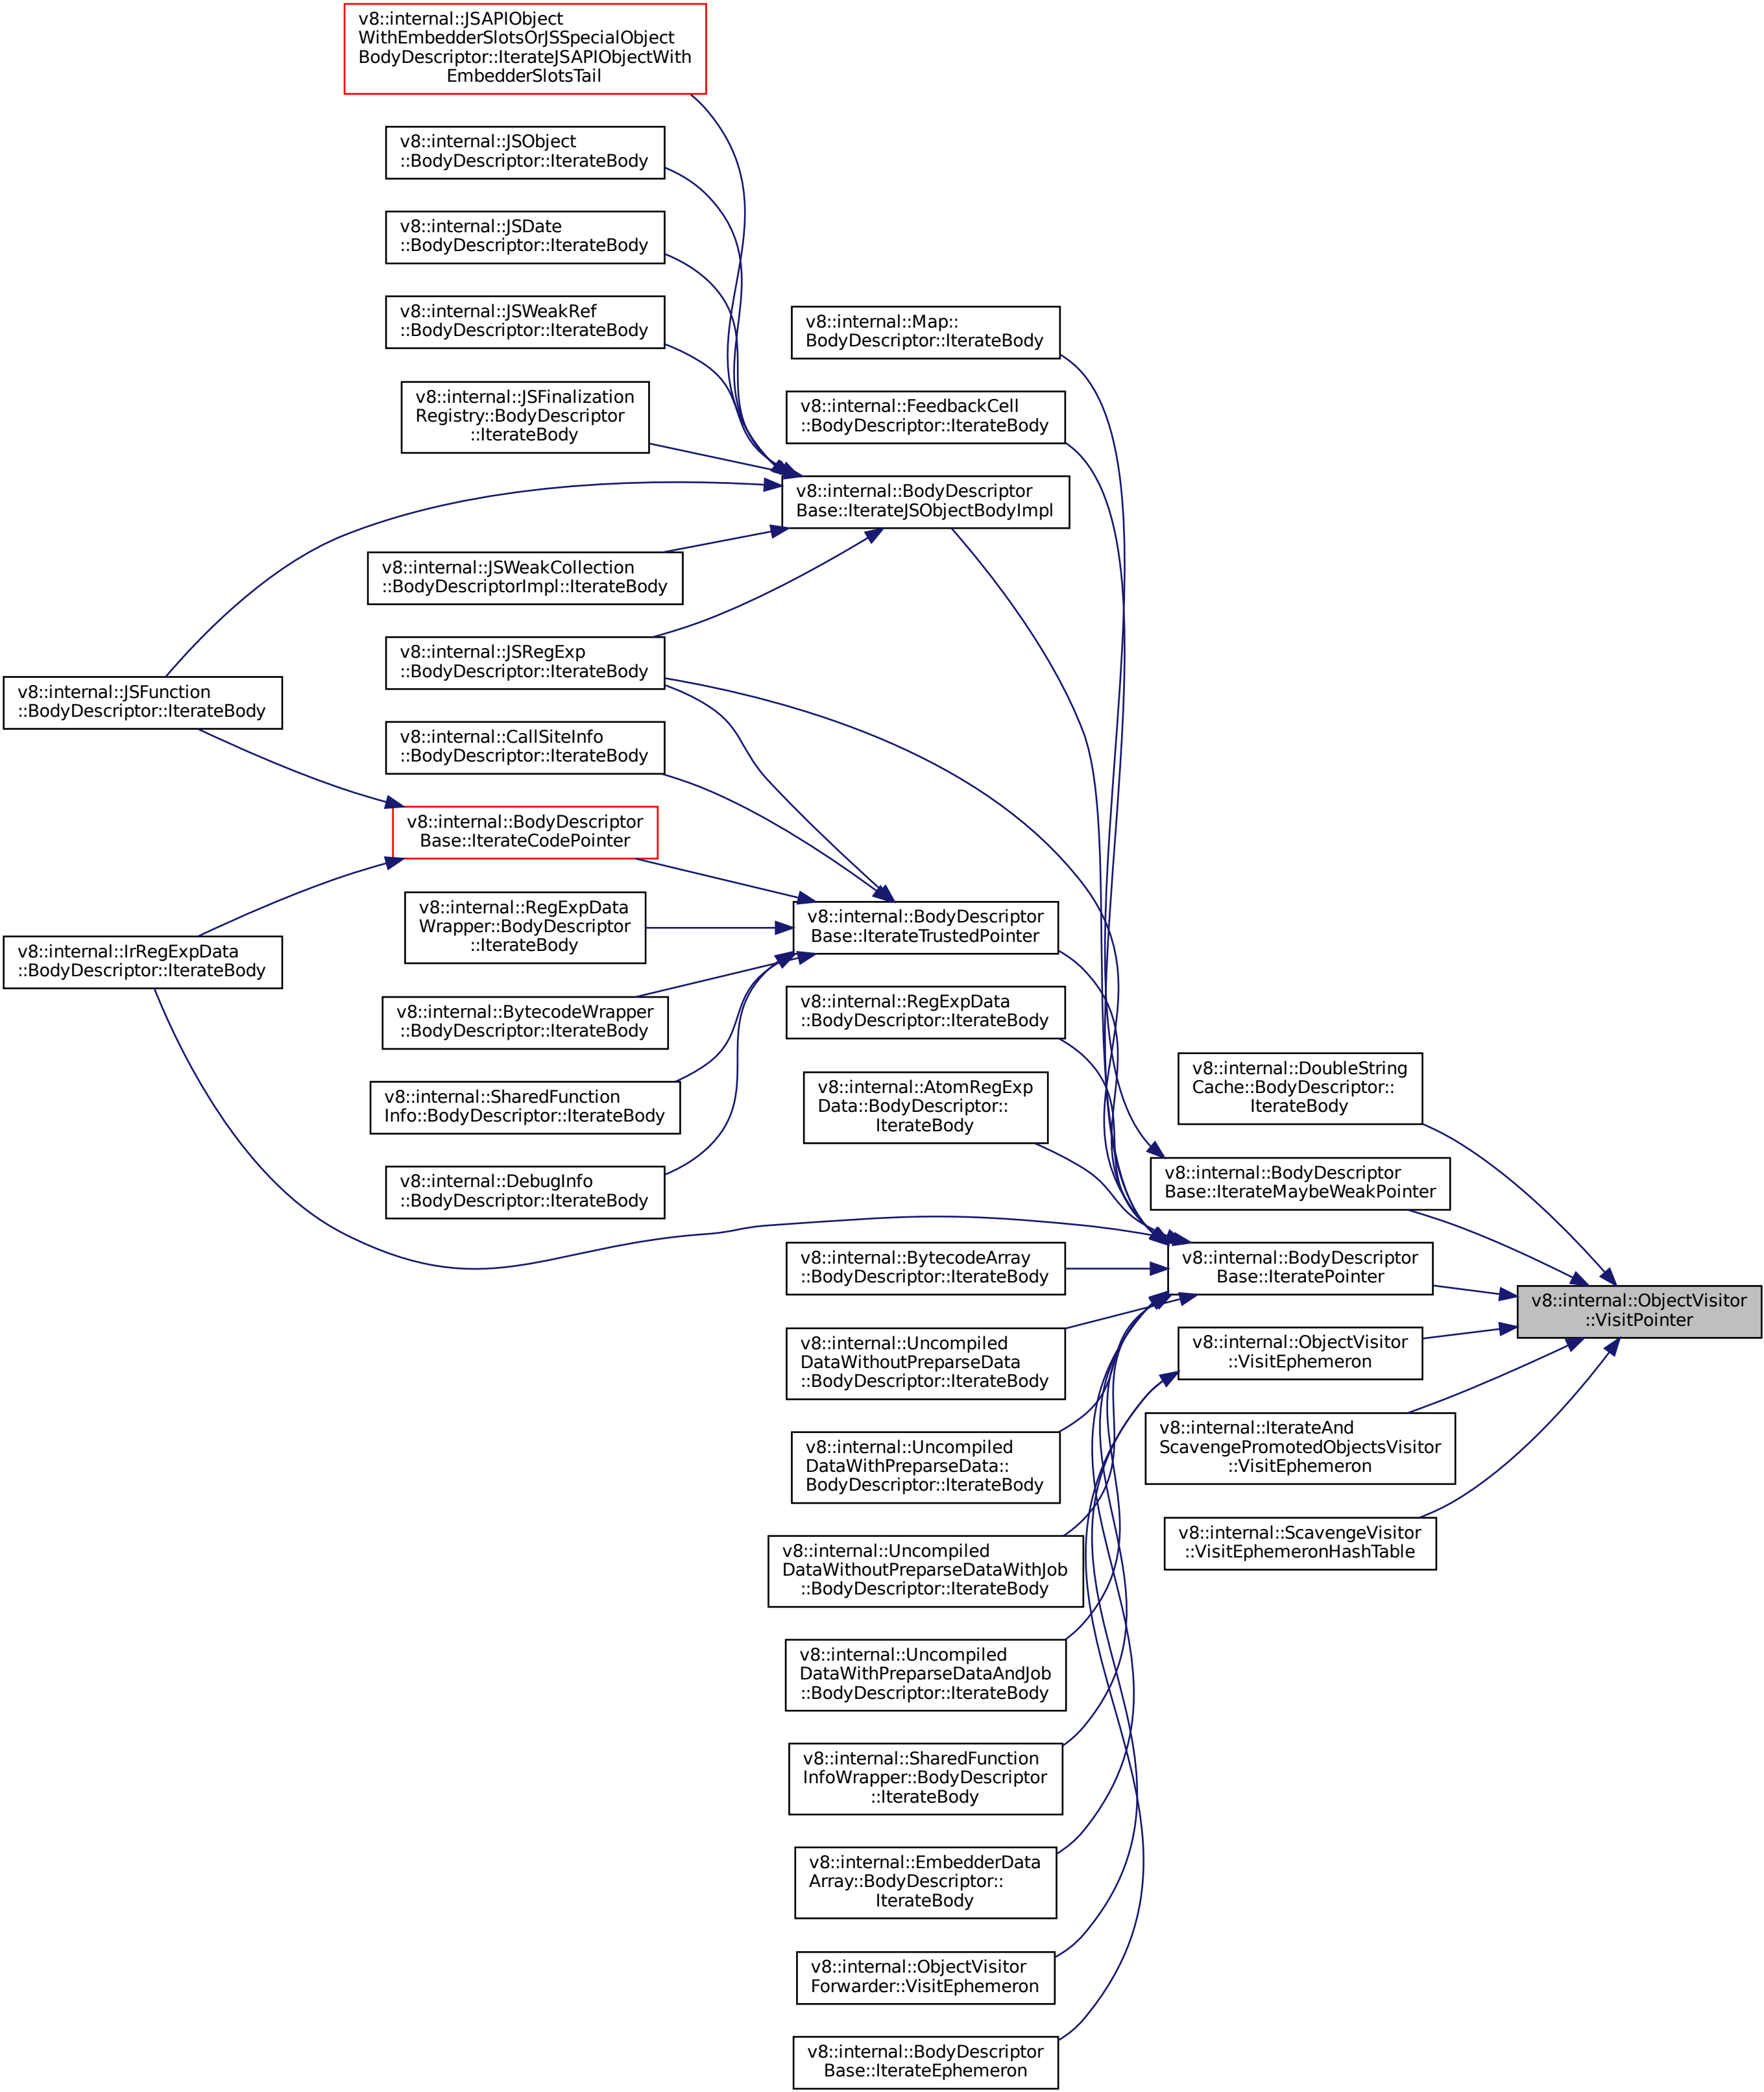 v8::internal::JSAPIObject
WithEmbedderSlotsOrJSSpecialObject
BodyDescriptor::IterateJSAPIObjectWith
EmbedderSlotsTail
v8::internal::JSObject
::BodyDescriptor::IterateBody
v8::internal::JSDate
::BodyDescriptor::IterateBody
v8::internal::JSWeakRef
::BodyDescriptor::IterateBody
v8::internal::JSFinalization
Registry::BodyDescriptor
::IterateBody
v8::internal::Map::
BodyDescriptor::IterateBody
v8::internal::FeedbackCell
::BodyDescriptor::IterateBody
v8::internal::BodyDescriptor
Base::IterateJSObjectBodyImpl
v8::internal::JSWeakCollection
::BodyDescriptorImpl::IterateBody
v8::internal::JSRegExp
::BodyDescriptor::IterateBody
v8::internal::JSFunction
::BodyDescriptor::IterateBody
v8::internal::CallSiteInfo
::BodyDescriptor::IterateBody
v8::internal::BodyDescriptor
Base::IterateCodePointer
v8::internal::RegExpData
Wrapper::BodyDescriptor
::IterateBody
v8::internal::BodyDescriptor
Base::IterateTrustedPointer
v8::internal::IrRegExpData
::BodyDescriptor::IterateBody
v8::internal::BytecodeWrapper
::BodyDescriptor::IterateBody
v8::internal::RegExpData
::BodyDescriptor::IterateBody
v8::internal::SharedFunction
Info::BodyDescriptor::IterateBody
v8::internal::AtomRegExp
Data::BodyDescriptor::
IterateBody
v8::internal::DoubleString
Cache::BodyDescriptor::
IterateBody
v8::internal::DebugInfo
::BodyDescriptor::IterateBody
v8::internal::BodyDescriptor
Base::IterateMaybeWeakPointer
v8::internal::BytecodeArray
::BodyDescriptor::IterateBody
v8::internal::BodyDescriptor
Base::IteratePointer
v8::internal::ObjectVisitor
::VisitPointer
v8::internal::Uncompiled
DataWithoutPreparseData
::BodyDescriptor::IterateBody
v8::internal::ObjectVisitor
::VisitEphemeron
v8::internal::Uncompiled
DataWithPreparseData::
BodyDescriptor::IterateBody
v8::internal::IterateAnd
ScavengePromotedObjectsVisitor
::VisitEphemeron
v8::internal::Uncompiled
DataWithoutPreparseDataWithJob
::BodyDescriptor::IterateBody
v8::internal::ScavengeVisitor
::VisitEphemeronHashTable
v8::internal::Uncompiled
DataWithPreparseDataAndJob
::BodyDescriptor::IterateBody
v8::internal::SharedFunction
InfoWrapper::BodyDescriptor
::IterateBody
v8::internal::EmbedderData
Array::BodyDescriptor::
IterateBody
v8::internal::ObjectVisitor
Forwarder::VisitEphemeron
v8::internal::BodyDescriptor
Base::IterateEphemeron